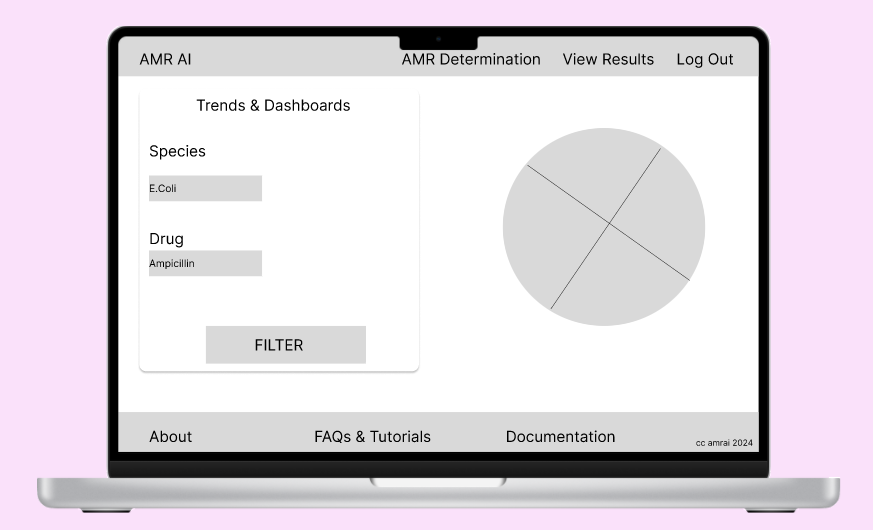 AMR AI
AMR Determination
View Results
Log Out
Trends & Dashboards
Species
E.Coli
Drug
Ampicillin
FILTER
About
FAQs & Tutorials
Documentation
cc amrai 2024